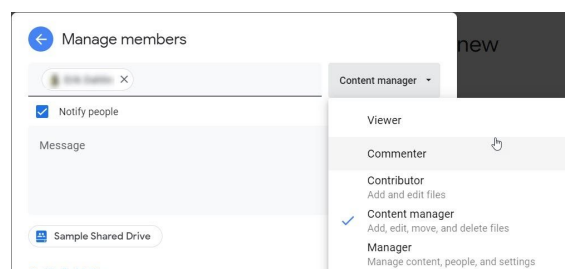 Manage members
new
Content manager
Notify people
Message
Viewer
Commenter
Contributor
Add and edit files
Content manager
Add, edit, move, and delete files
Manager
Manage content, people, and settings
Sample Shared Drive